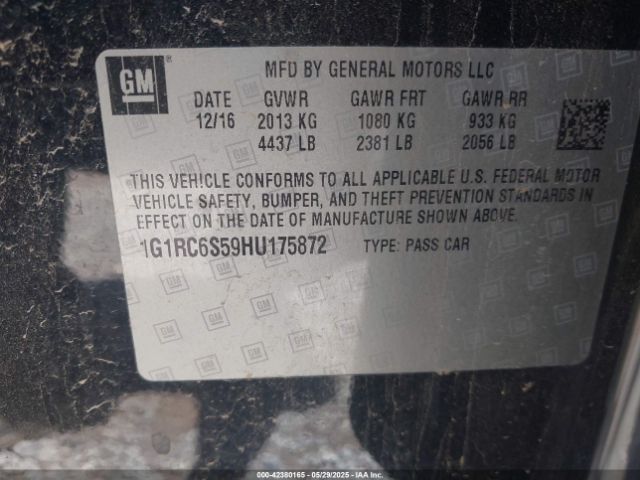 GM
®
MFD BY GENERAL MOTORS LLC
DATE GVWR GAWR FRT GAWR RR
12/16 2013 KG 1080 KG 933 KG
4437 LB 2381 LB 2056 LB
THIS VEHICLE CONFORMS TO ALL APPLICABLE U.S. FEDERAL MOTOR
VEHICLE SAFETY, BUMPER, AND THEFT PREVENTION STANDARDS IN
EFFECT ON THE DATE OF MANUFACTURE SHOWN ABOVE.
1G1RC6S59HU175872 TYPE: PASS CAR
00-42380165 - 05/29/2025 - IAAI.COM